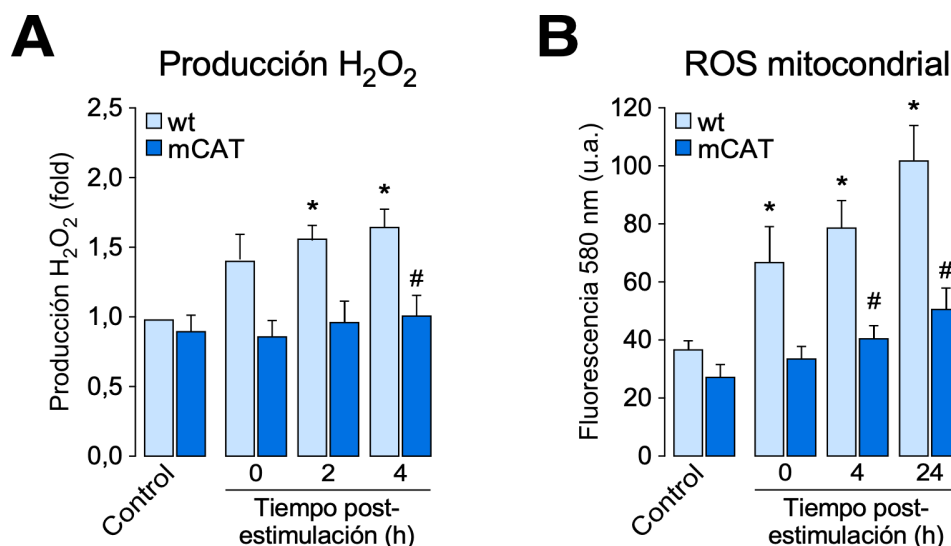 A
Producción H₂O₂
Producción H₂O₂ (fold)
2,5
2,0
1,5
1,0
0,5
0,0
wt
mCAT
*
*
#
Control
0 2 4
Tiempo post-
estimulación (h)
B
ROS mitocondrial
Fluorescencia 580 nm (u.a.)
120
100
80
60
40
20
0
wt
mCAT
*
*
*
#
#
Control
0 4 24
Tiempo post-
estimulación (h)